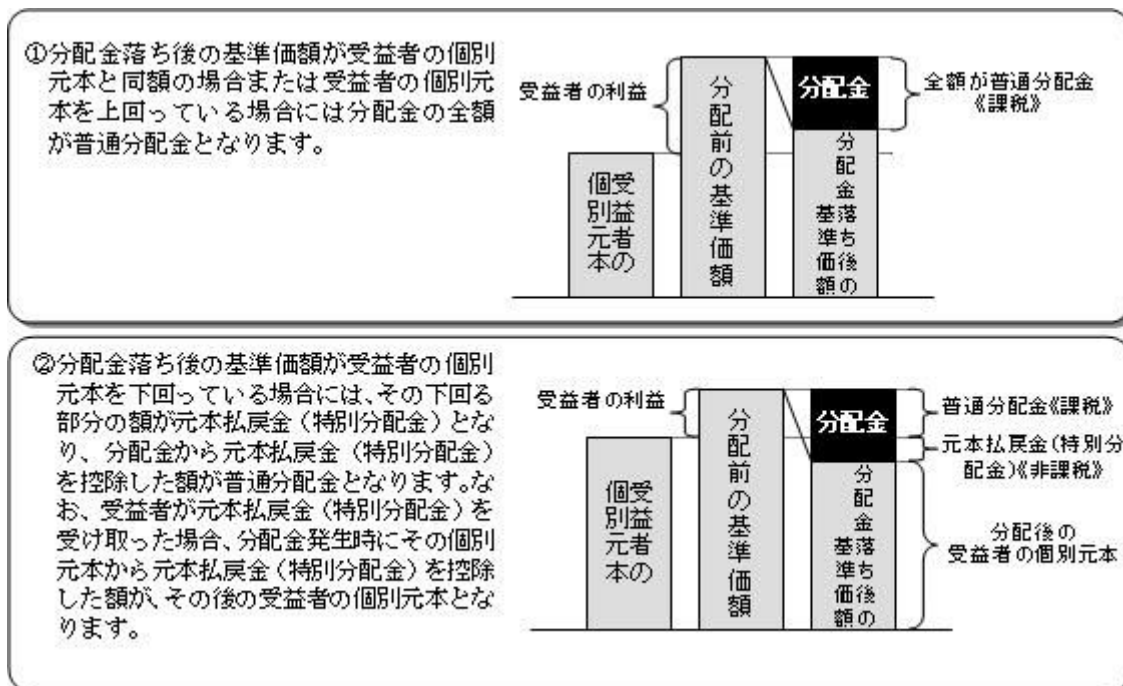 ①分配金落ち後の基準価額が受益者の個別
元本と同額の場合または受益者の個別元
本を上回っている場合には分配金の全額
が普通分配金となります。
受益者の利益
受益者の
個別元本
分配前の基準価額
分配金
分配金落ち後の
基準価額
全額が普通分配金
《課税》
②分配金落ち後の基準価額が受益者の個別
元本を下回っている場合には、その下回る
部分の額が元本払戻金（特別分配金）とな
り、分配金から元本払戻金（特別分配金）
を控除した額が普通分配金となります。な
お、受益者が元本払戻金（特別分配金）を
受け取った場合、分配金発生時にその個別
元本から元本払戻金（特別分配金）を控除
した額が、その後の受益者の個別元本とな
ります。
受益者の利益
受益者の
個別元本
分配前の基準価額
分配金
分配金落ち後の
基準価額
普通分配金《課税》
元本払戻金（特別分
配金）《非課税》
分配後の
受益者の個別元本